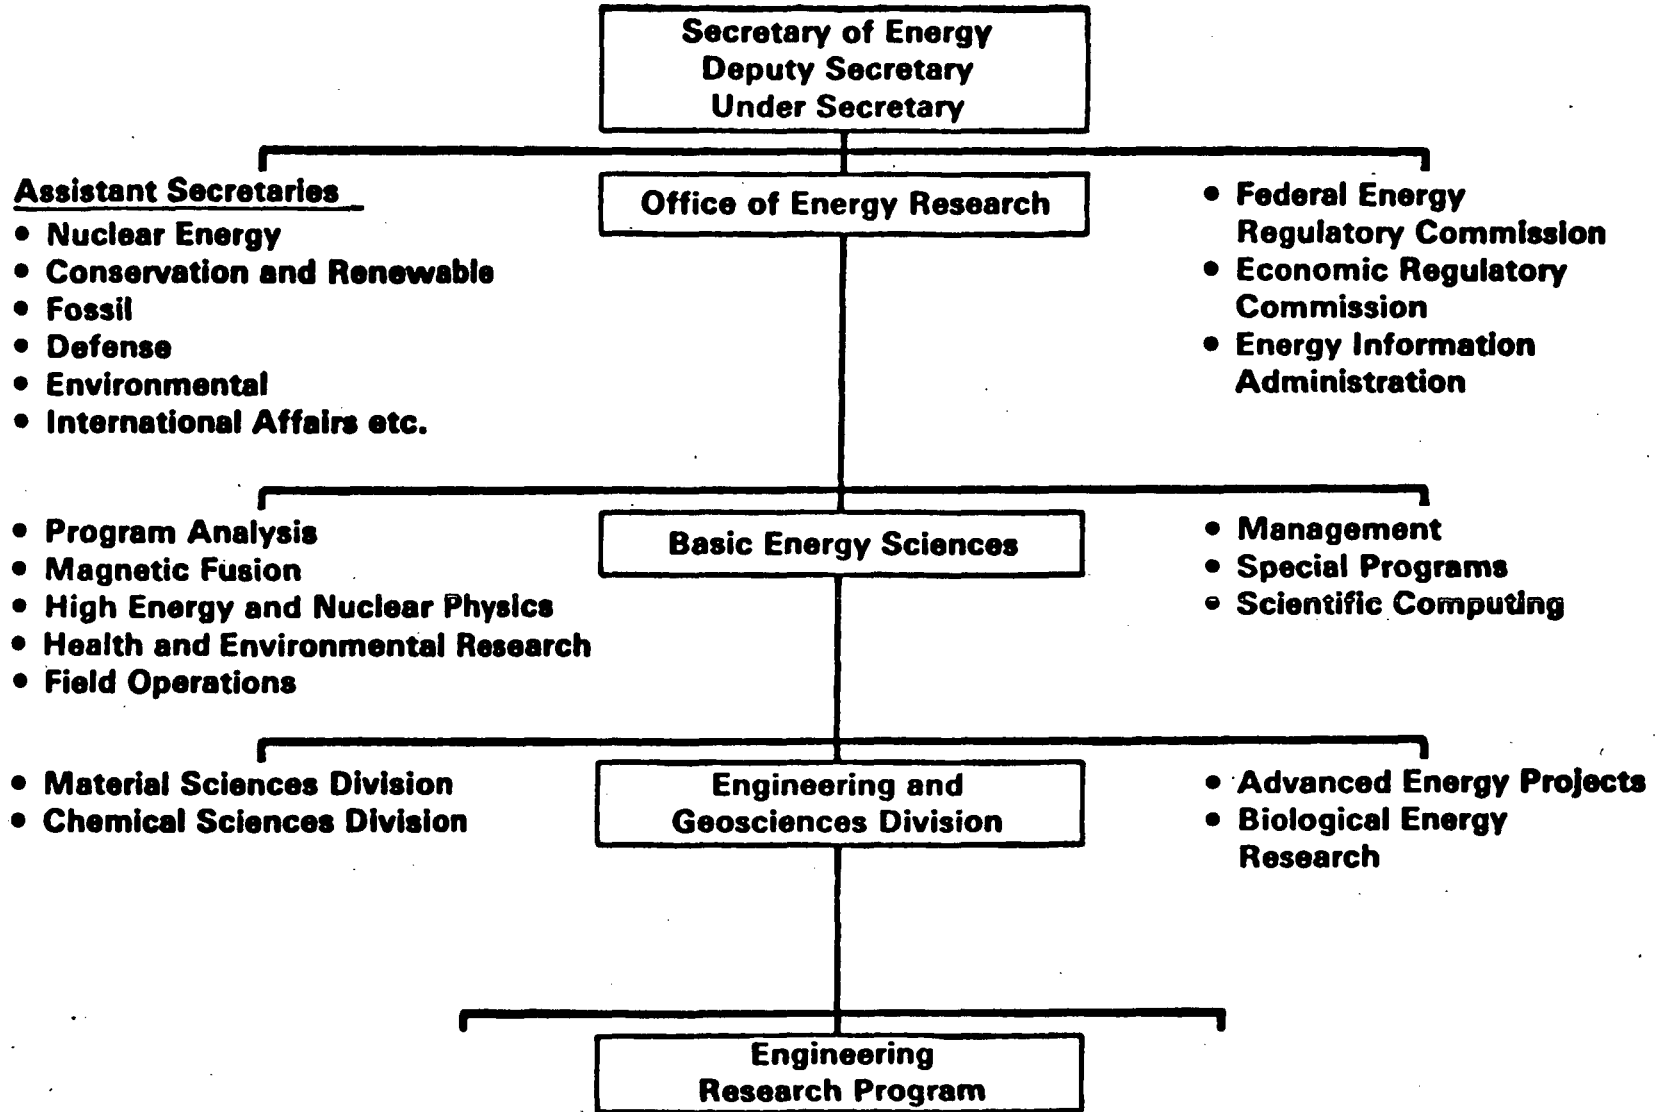 Secretary of Energy
Deputy Secretary
Under Secretary
Assistant Secretaries
• Nuclear Energy
• Conservation and Renewable
• Fossil
• Defense
• Environmental
• International Affairs etc.
Office of Energy Research
• Federal Energy
Regulatory Commission
• Economic Regulatory
Commission
• Energy Information
Administration
• Program Analysis
• Magnetic Fusion
• High Energy and Nuclear Physics
• Health and Environmental Research
• Field Operations
Basic Energy Sciences
• Management
• Special Programs
• Scientific Computing
• Material Sciences Division
• Chemical Sciences Division
Engineering and
Geosciences Division
• Advanced Energy Projects
• Biological Energy
Research
Engineering
Research Program